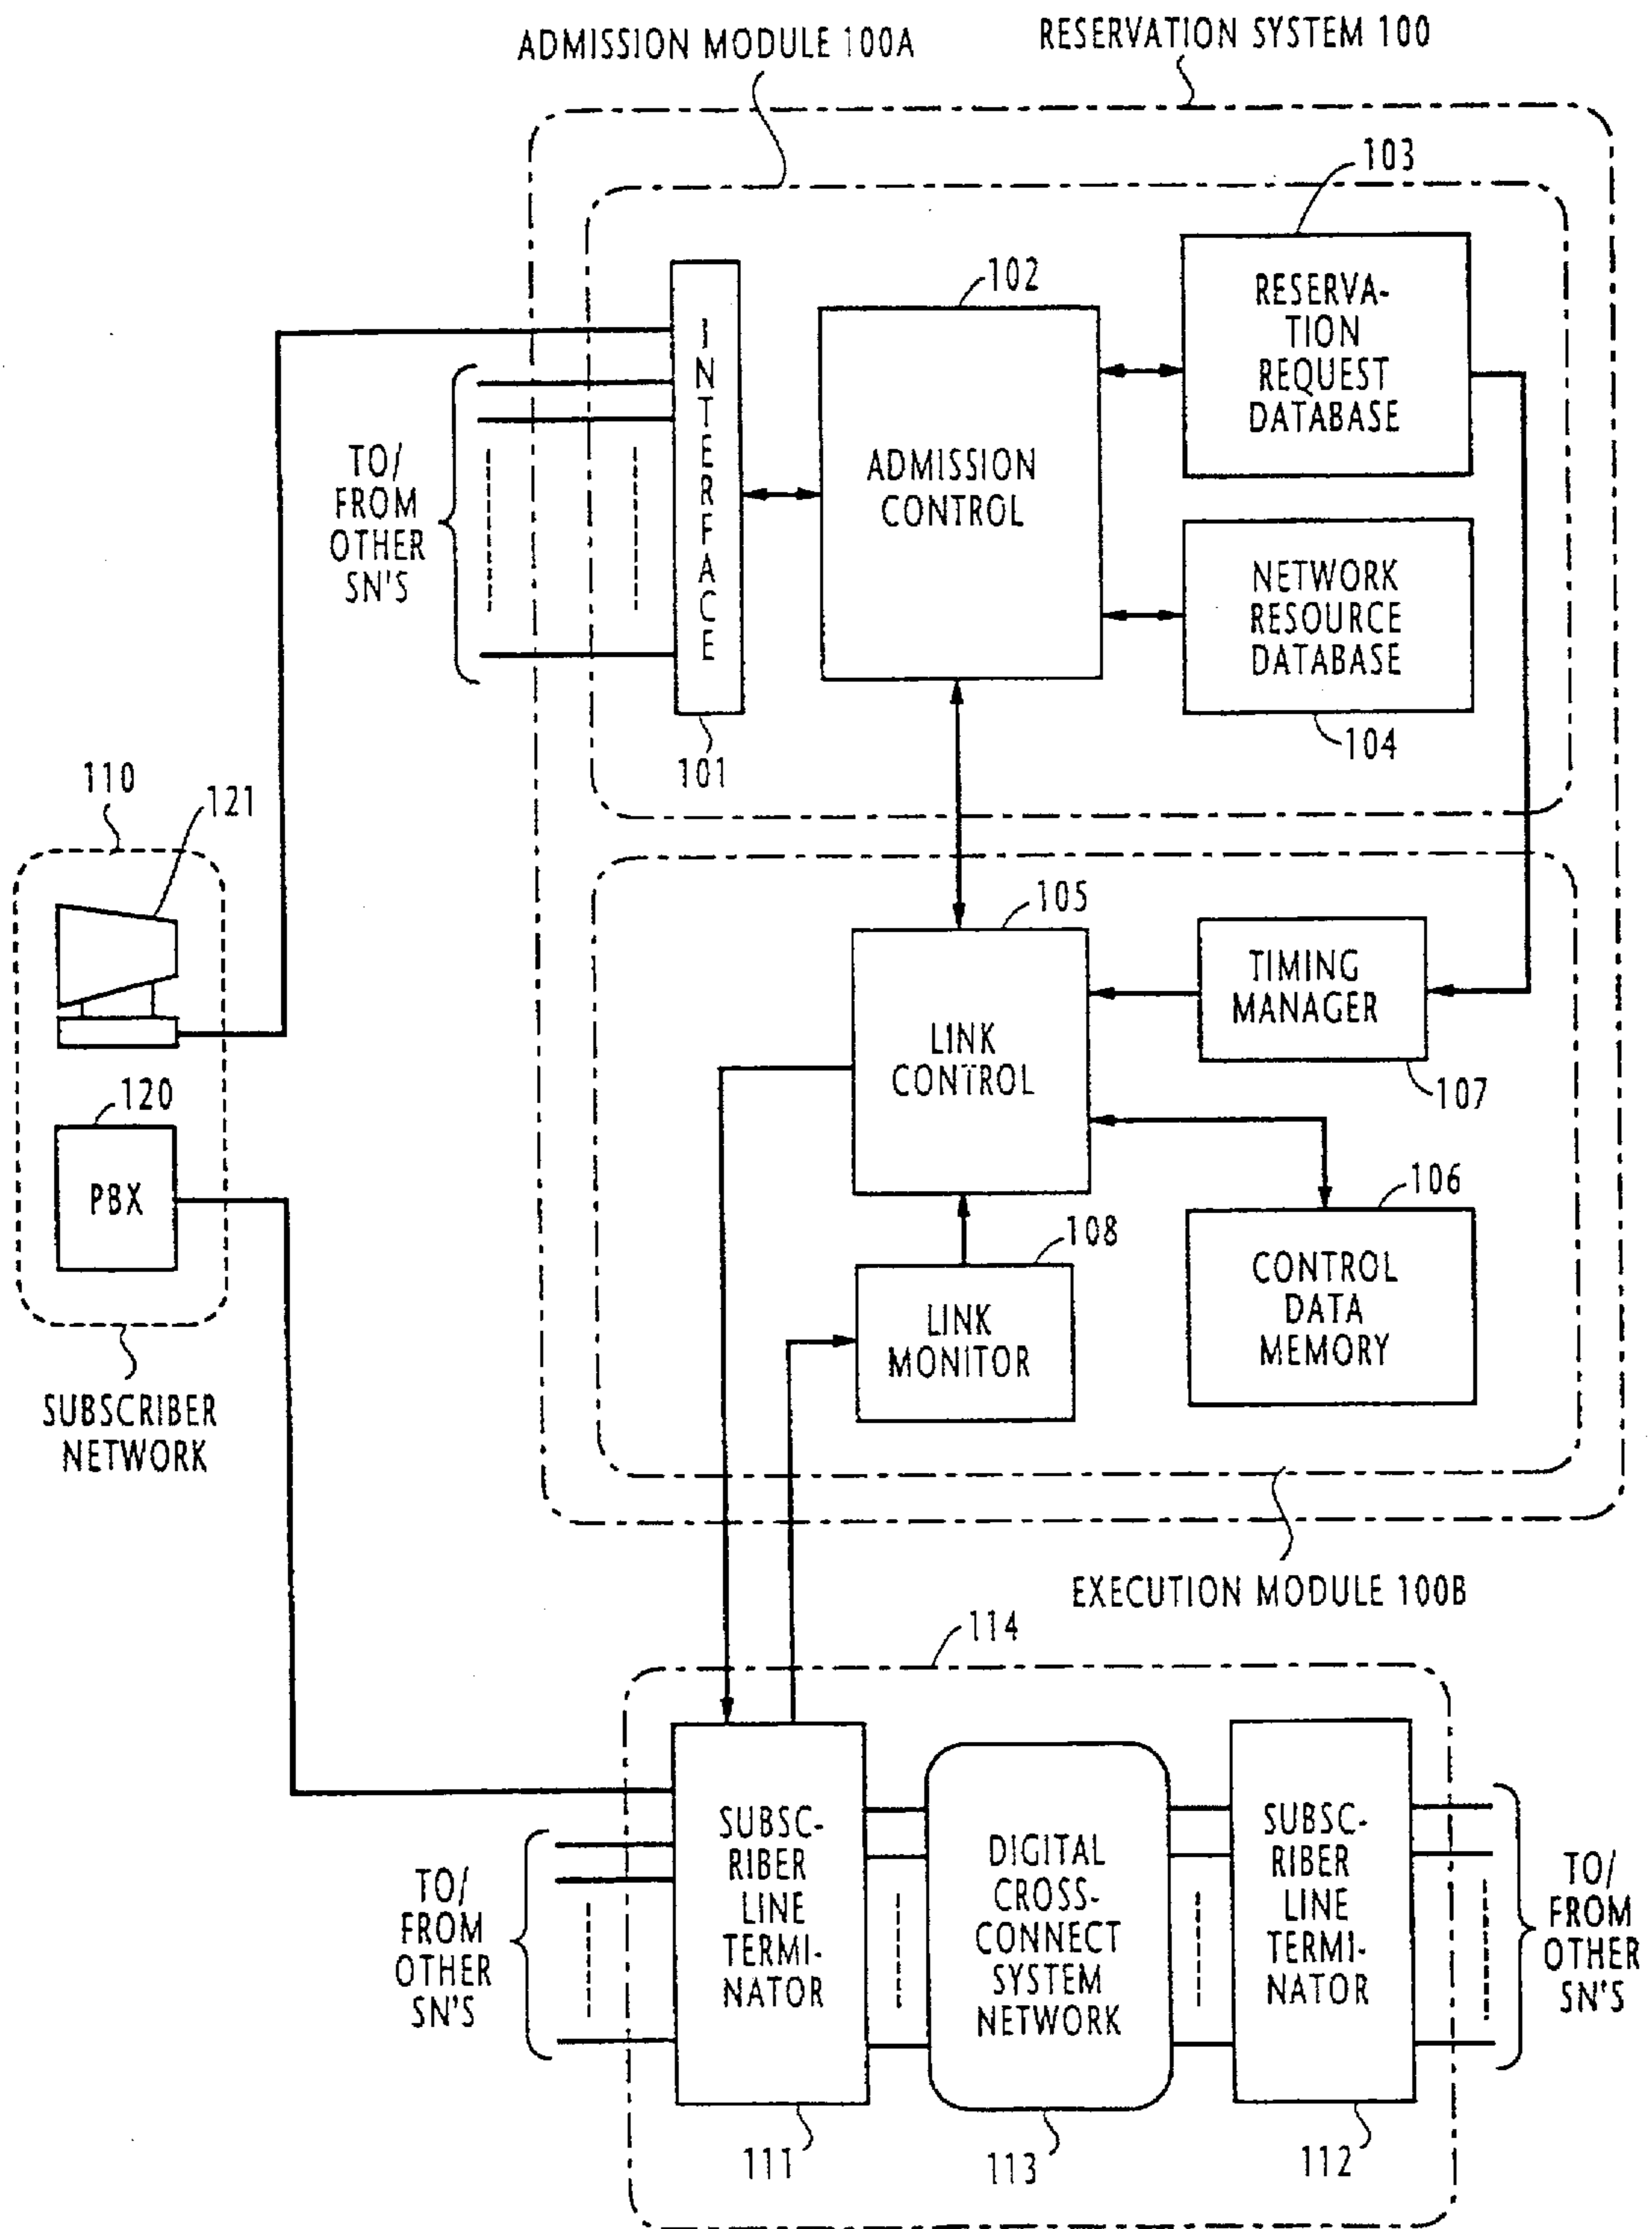 ADMISSION MODULE 100A
RESERVATION SYSTEM 100
103
RESERVA-
TION
REQUEST
DATABASE
102
ADMISSION
CONTROL
INTERFACE
101
TO/
FROM
OTHER
SN'S
NETWORK
RESOURCE
DATABASE
104
110
121
120
PBX
SUBSCRIBER
NETWORK
105
LINK
CONTROL
TIMING
MANAGER
107
106
CONTROL
DATA
MEMORY
108
LINK
MONITOR
EXECUTION MODULE 100B
114
TO/
FROM
OTHER
SN'S
SUBSC-
RIBER
LINE
TERMI-
NATOR
111
DIGITAL
CROSS-
CONNECT
SYSTEM
NETWORK
113
SUBSC-
RIBER
LINE
TERMI-
NATOR
112
TO/
FROM
OTHER
SN'S